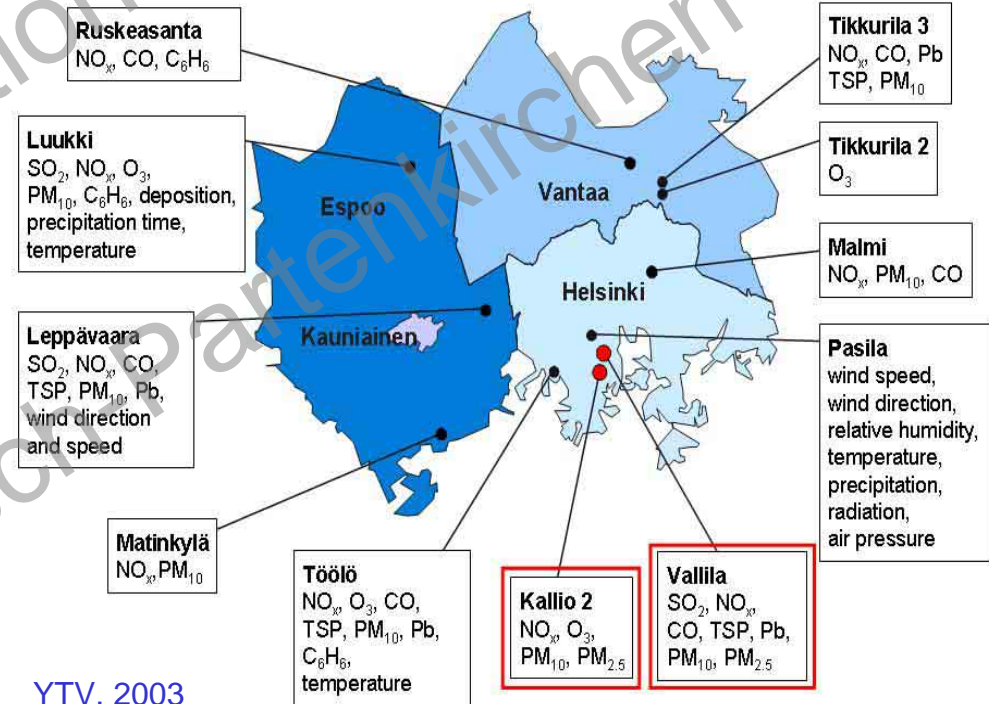 Ruskeasanta
NOx, CO, C6H6
Tikkurila 3
NOx, CO, Pb
TSP, PM10
Luukki
SO2, NOx, O3,
PM10, C6H6, deposition,
precipitation time,
temperature
Tikkurila 2
O3
Vantaa
Espoo
Malmi
NOx, PM10, CO
Helsinki
Kauniainen
Leppävaara
SO2, NOx, CO,
TSP, PM10, Pb,
wind direction
and speed
Pasila
wind speed,
wind direction,
relative humidity,
temperature,
precipitation,
radiation,
air pressure
Matinkylä
NOx,PM10
Töölö
NOx, O3, CO,
TSP, PM10, Pb,
C6H6,
temperature
Kallio 2
NOx, O3,
PM10, PM2.5
Vallila
SO2, NOx,
CO, TSP, Pb,
PM10, PM2.5
YTV, 2003
ch-Partenkirchen